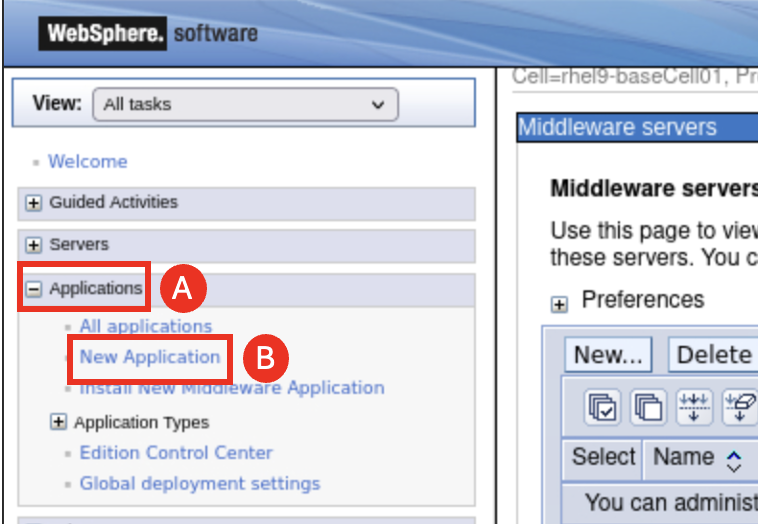 WebSphere. software
View: All tasks
Welcome
Guided Activities
Servers
Applications A
All applications
New Application B
Install New Middleware Application
Application Types
Edition Control Center
Global deployment settings
Cell=rhel9-baseCell01,
Middleware servers
Middleware servers
Use this page to view
these servers. You c
Preferences
New... Delete
Select Name
You can administ